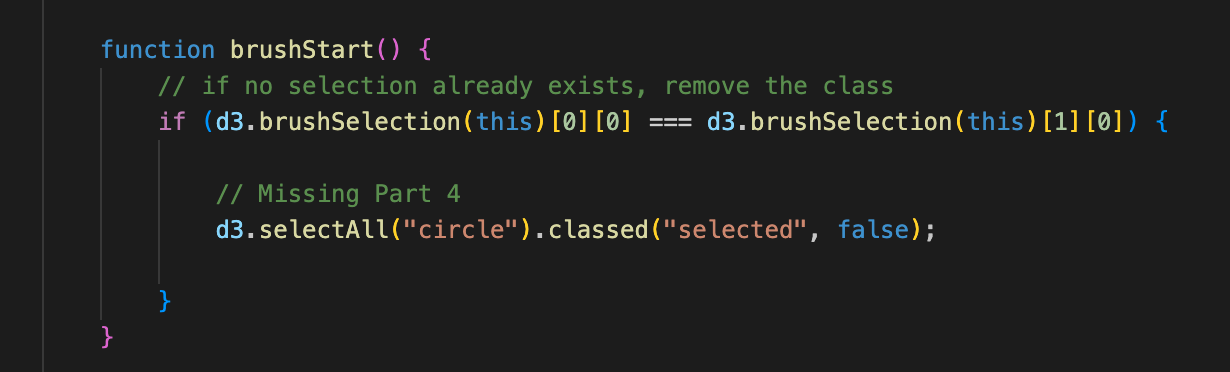 function brushStart() {
// if no selection already exists, remove the class
if (d3.brushSelection(this)[0][0] === d3.brushSelection(this)[1][0]) {
// Missing Part 4
d3.selectAll("circle").classed("selected", false);
}
}